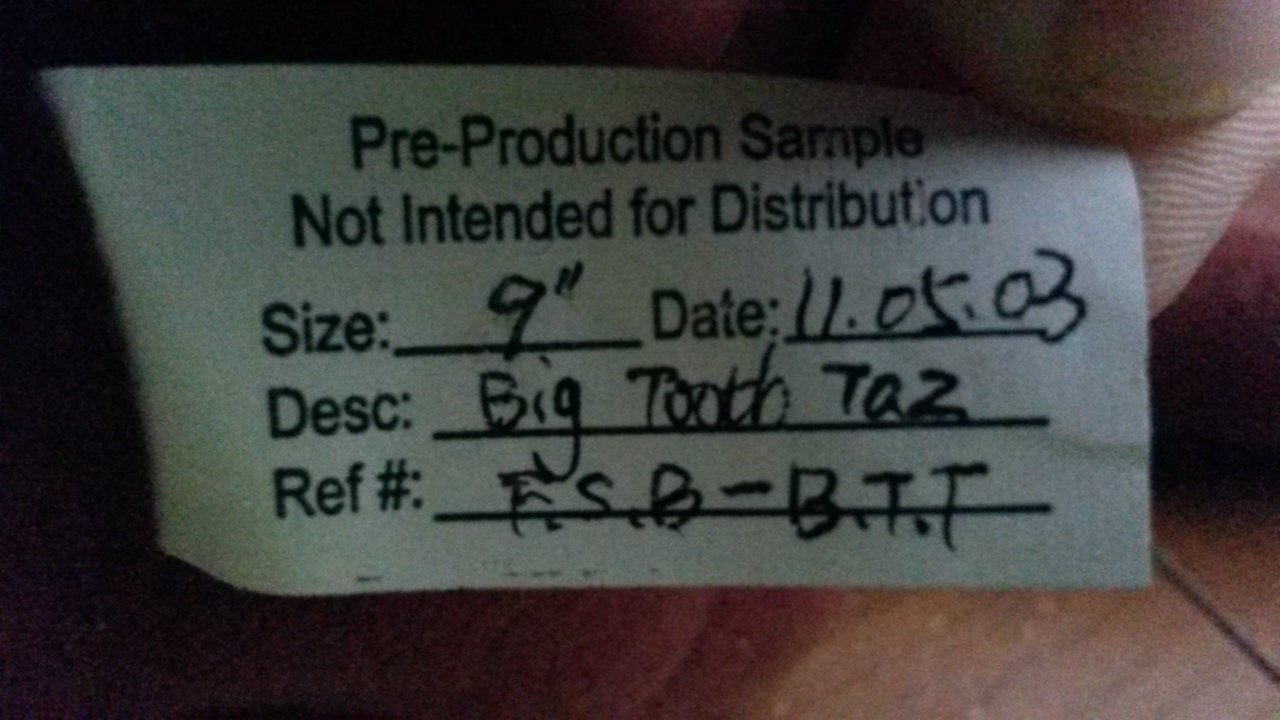 Pre-Production Sample
Not Intended for Distribution
Size: 9" Date: 11.05.03
Desc: Big Tooth Taz
Ref #: F.S.B-B.T.T